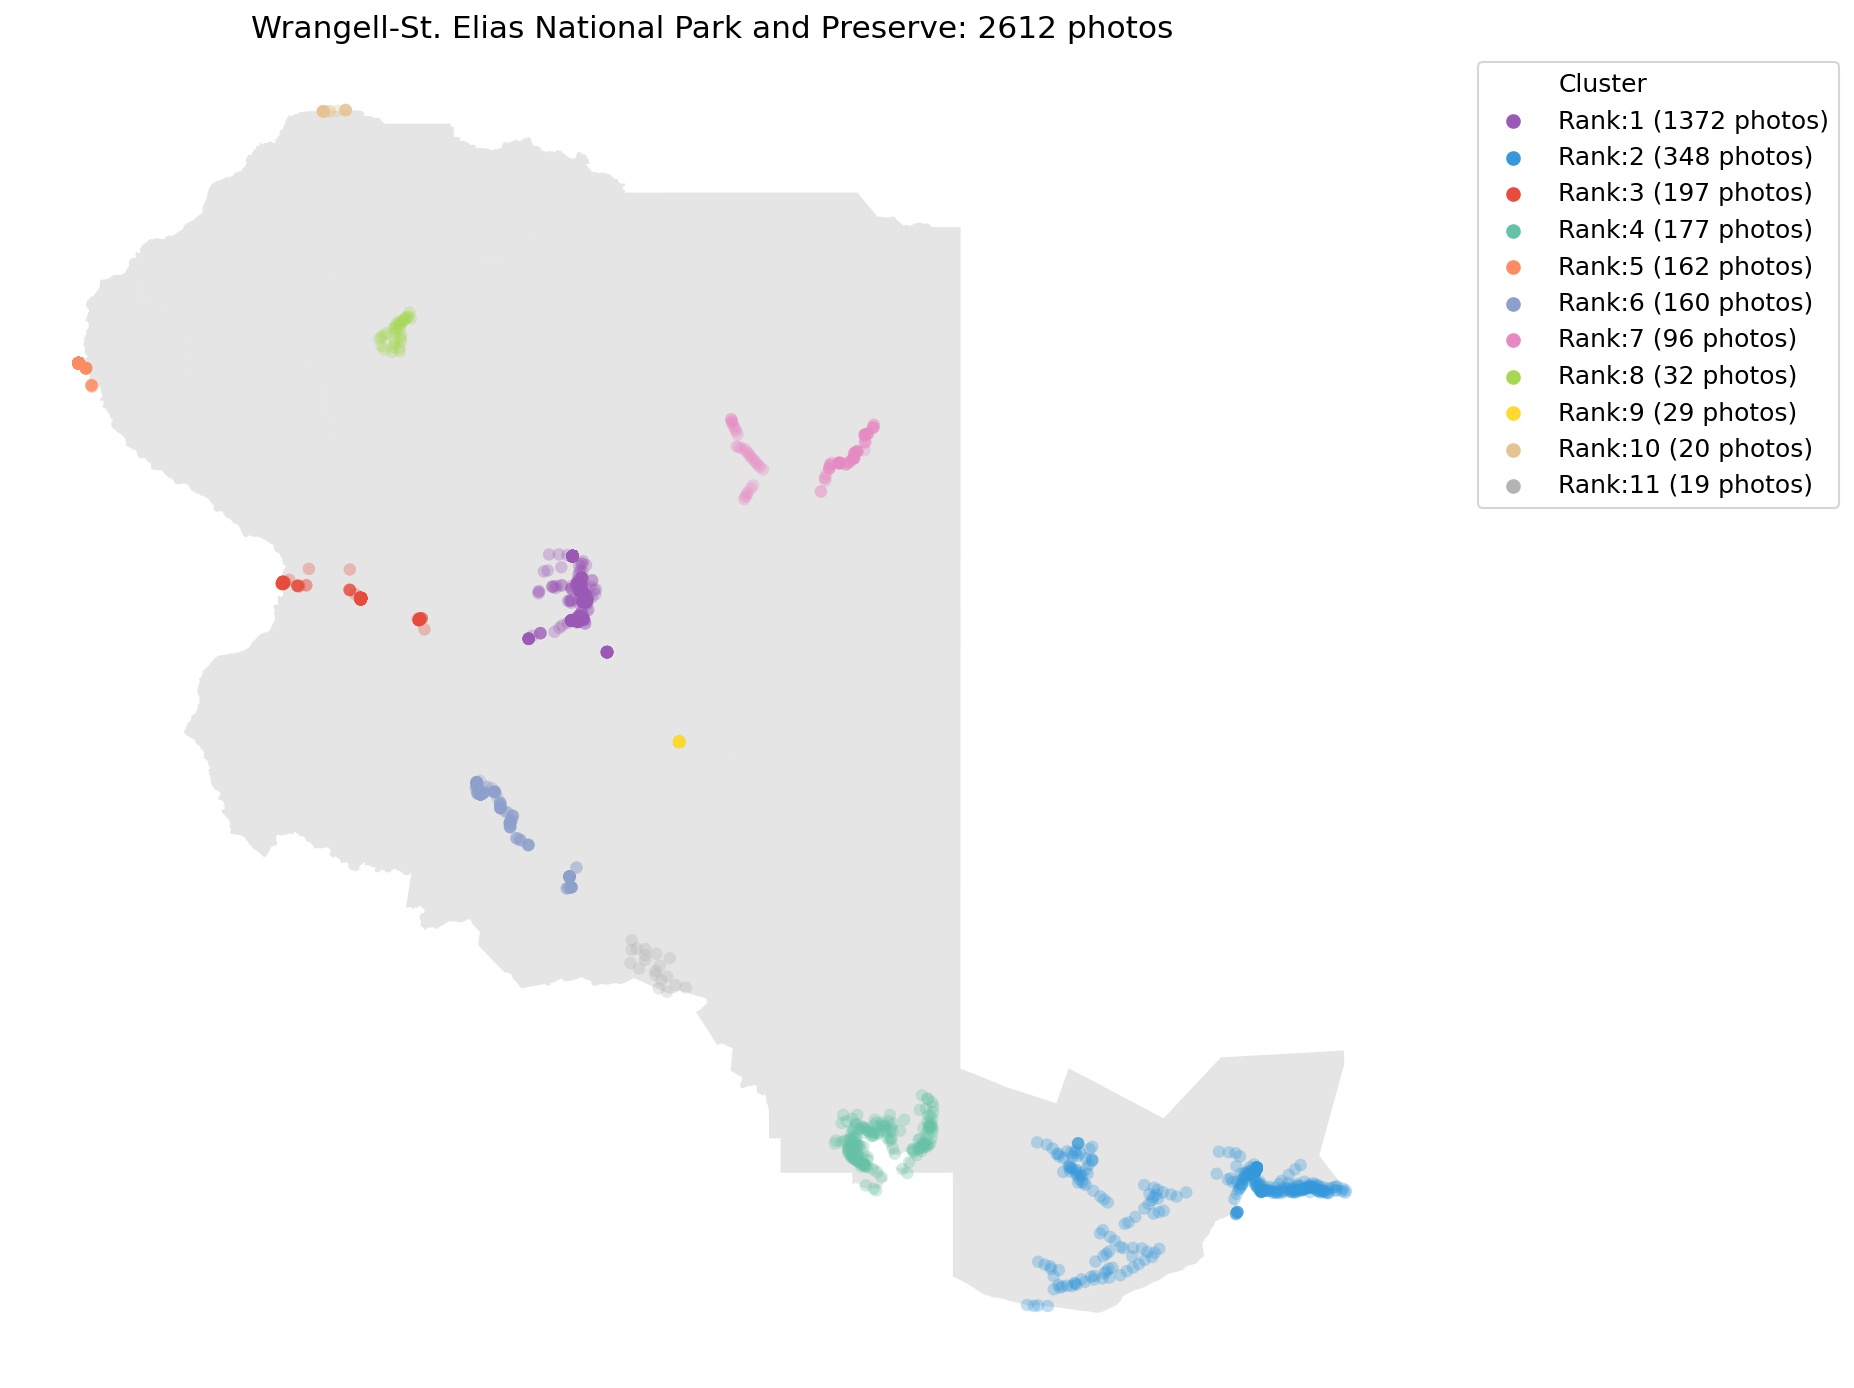 Wrangell-St. Elias National Park and Preserve: 2612 photos
Cluster
Rank:1 (1372 photos)
Rank:2 (348 photos)
Rank:3 (197 photos)
Rank:4 (177 photos)
Rank:5 (162 photos)
Rank:6 (160 photos)
Rank:7 (96 photos)
Rank:8 (32 photos)
Rank:9 (29 photos)
Rank:10 (20 photos)
Rank:11 (19 photos)